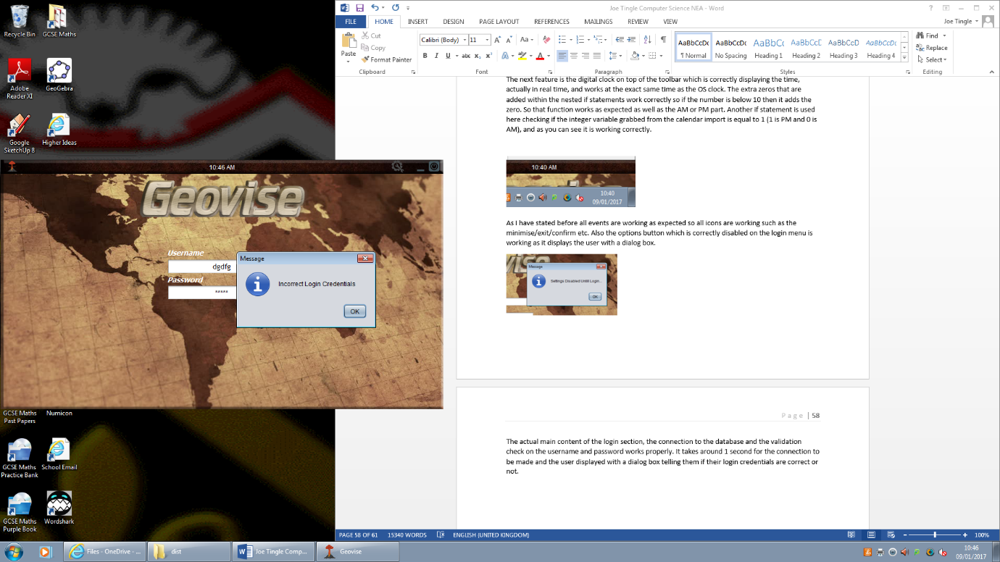 Joe Tingle Computer Science NEA - Word
FILE HOME INSERT DESIGN PAGE LAYOUT REFERENCES MAILINGS REVIEW VIEW Joe Tingle
Paste
Cut
Copy
Format Painter
Calibri (Body) 11
Clipboard Font Paragraph Styles Editing
AaBbCcDc AaBbCcDc AaBbC AaBbCcE AaBbCcD AaBbCcD
¶ Normal No Spacing Heading 1 Heading 2 Heading 3 Heading 4
Find
Replace
Select
Recycle Bin
GCSE Maths
Adobe
Reader XI
GeoGebra
Google
SketchUp 8
Higher Ideas
10:46 AM
Geovise
Username
dgdfg
Password
*****
Message
Incorrect Login Credentials
OK
GCSE Maths
Past Papers
Numicon
GCSE Maths
Practice Bank
School Email
GCSE Maths
Purple Book
Wordshark
The next feature is the digital clock on top of the toolbar which is correctly displaying the time,
actually in real time, and works at the exact same time as the OS clock. The extra zeros that are
added within the nested if statements work correctly so if the number is below 10 then it adds the
zero. So that function works as expected as well as the AM or PM part. Another if statement is used
here checking if the integer variable grabbed from the calendar import is equal to 1 (1 is PM and 0 is
AM), and as you can see it is working correctly.
10:40 AM
10:40
09/01/2017
As I have stated before all events are working as expected so all icons are working such as the
minimise/exit/confirm etc. Also the options button which is correctly disabled on the login menu is
working as it displays the user with a dialog box.
Message
Settings Disabled Until Login...
OK
Page | 58
The actual main content of the login section, the connection to the database and the validation
check on the username and password works properly. It takes around 1 second for the connection to
be made and the user displayed with a dialog box telling them if their login credentials are correct or
not.
PAGE 58 OF 61 15340 WORDS ENGLISH (UNITED KINGDOM) 100%
Files - OneDrive - ... dist Joe Tingle Comp... Geovise
10:46
09/01/2017